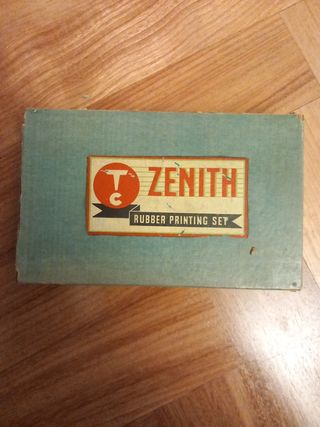 TC
ZENITH
RUBBER PRINTING SET